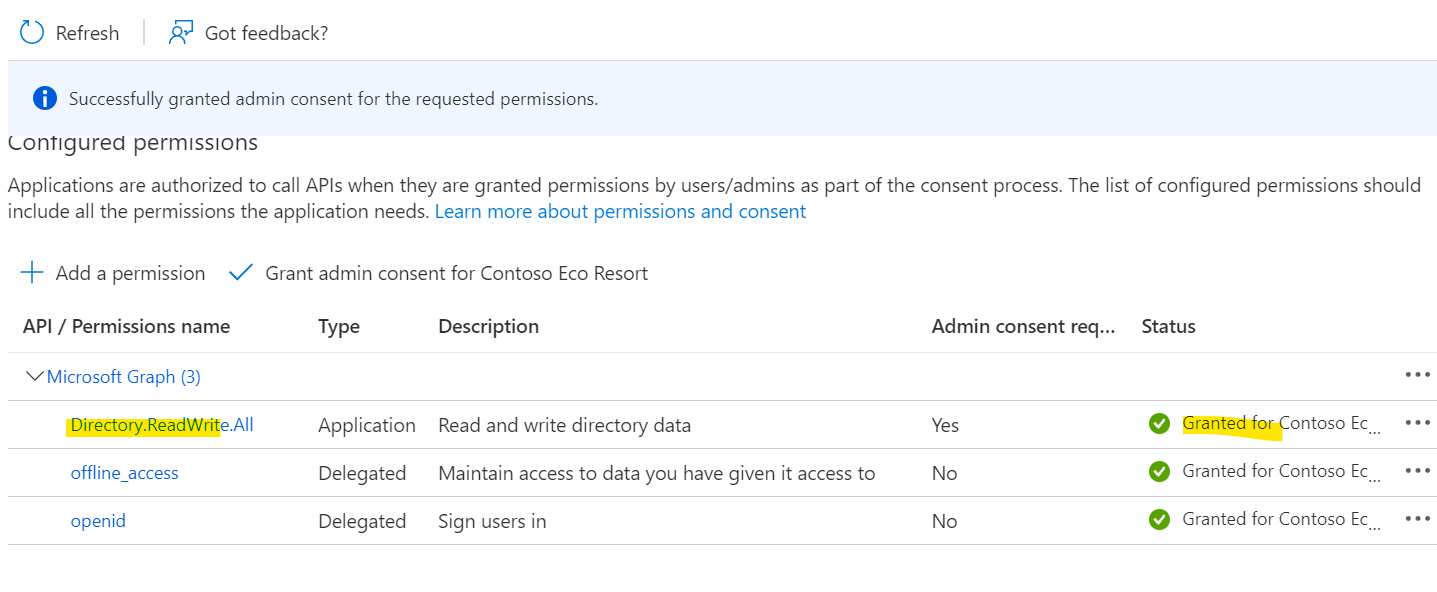 Refresh Got feedback?
Successfully granted admin consent for the requested permissions.
Configured permissions
Applications are authorized to call APIs when they are granted permissions by users/admins as part of the consent process. The list of configured permissions should
include all the permissions the application needs. Learn more about permissions and consent
Add a permission Grant admin consent for Contoso Eco Resort
API / Permissions name Type Description Admin consent req... Status
Microsoft Graph (3) ...
Directory.ReadWrite.All Application Read and write directory data Yes Granted for Contoso Ec... ...
offline_access Delegated Maintain access to data you have given it access to No Granted for Contoso Ec... ...
openid Delegated Sign users in No Granted for Contoso Ec... ...